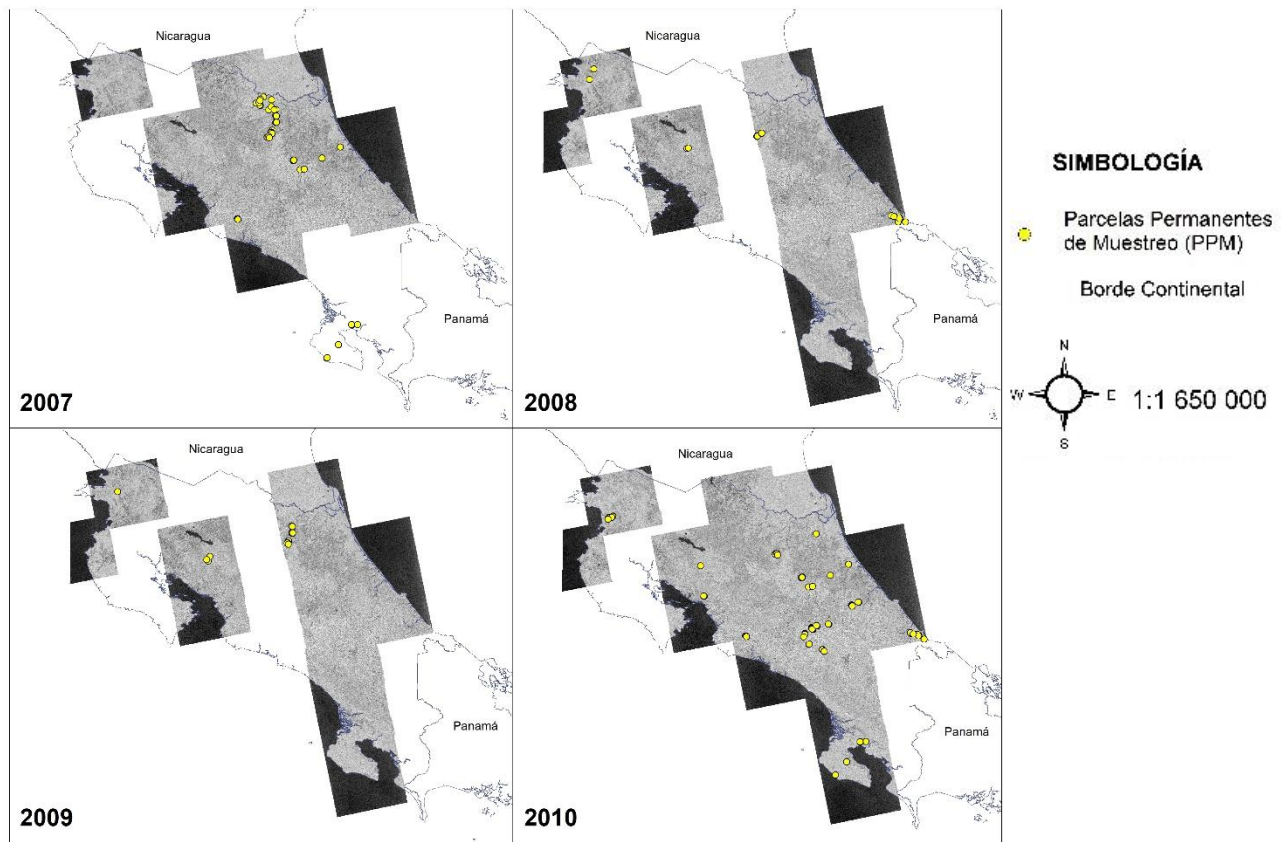 Nicaragua
Panamá
2007
Nicaragua
Panamá
2008
Nicaragua
Panamá
2009
Nicaragua
Panamá
2010
SIMBOLOGÍA
Parcelas Permanentes
de Muestreo (PPM)
Borde Continental
N
W E 1:1 650 000
S